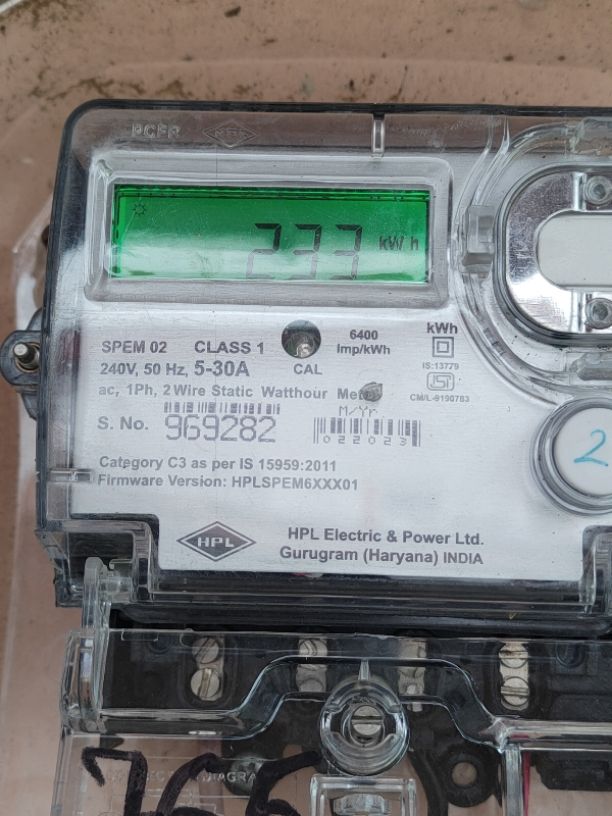 233 kWh
SPEM 02 CLASS 1
240V, 50 Hz, 5-30A
CAL
6400
Imp/kWh
kWh
IS:13779
ISI
CM/L-9190783
ac, 1Ph, 2 Wire Static Watthour Meter
M/Yr.
S. No. 969282
022023
Category C3 as per IS 15959:2011
Firmware Version: HPLSPEM6XXX01
HPL
HPL Electric & Power Ltd.
Gurugram (Haryana) INDIA
2